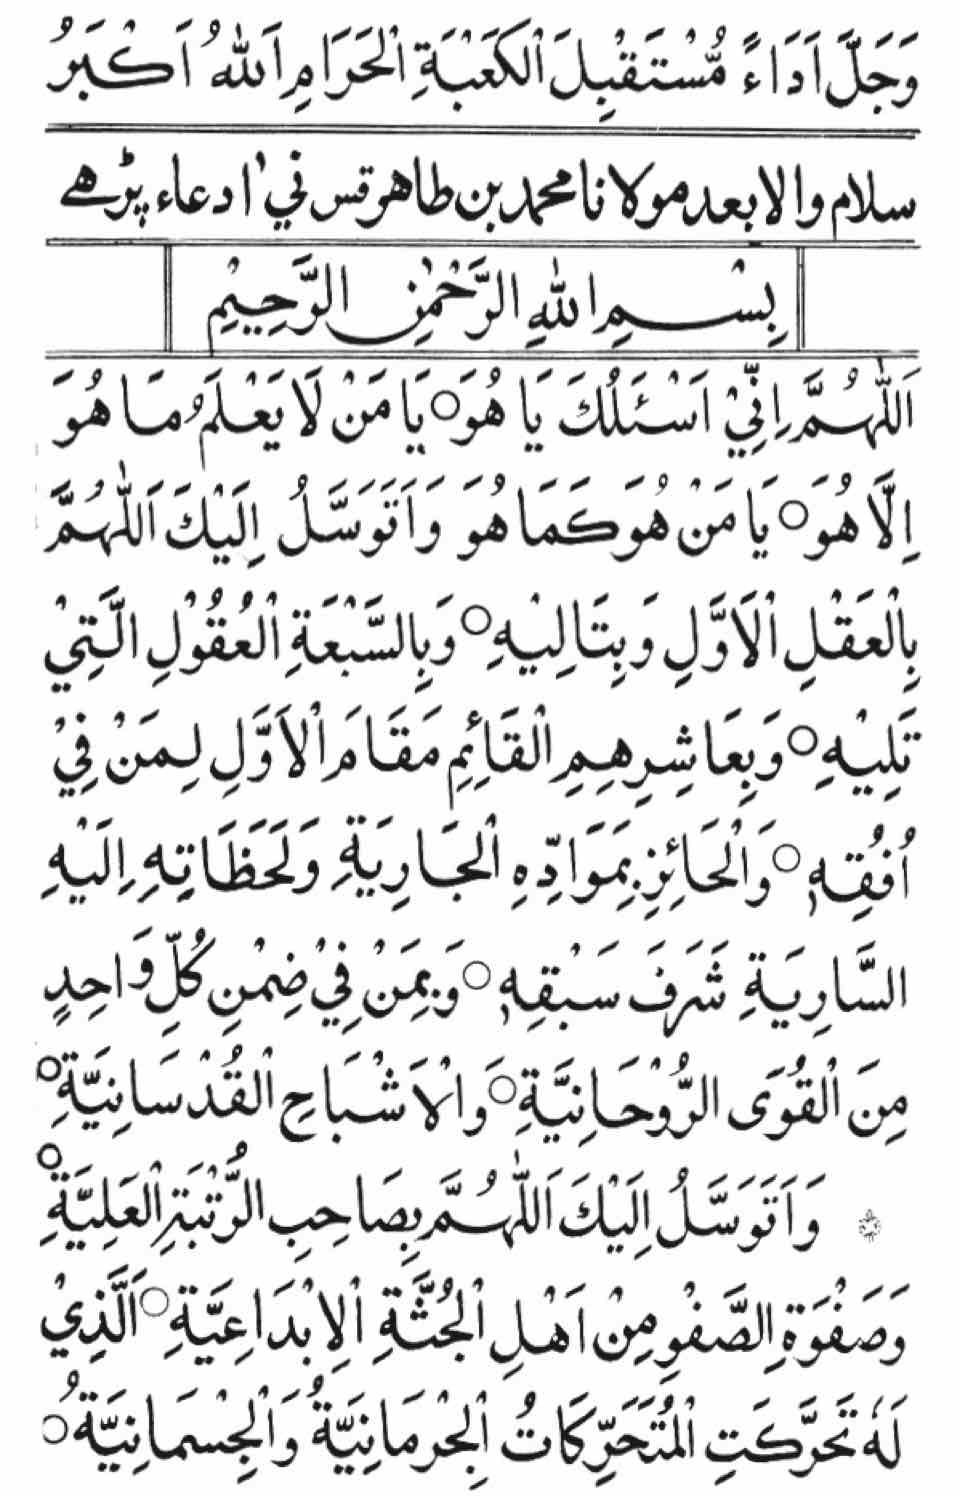 وَجَلَّ اَدَاءً مُّسْتَقْبِلَ الْكَعْبَةِ الْحَرَامِ اَللهُ اَكْبَرُ
سلام والا بعد مولانا محمد بن طاهر قس ني ادعاء پڑهے
بِسْمِ اللهِ الرَّحْمٰنِ الرَّحِيْمِ
اَللّٰهُمَّ اِنِّيْ اَسْئَلُكَ يَا هُوَ ○ يَا مَنْ لَا يَعْلَمُ مَا هُوَ
اِلَّا هُوَ ○ يَا مَنْ هُوَ كَمَا هُوَ وَاَتَوَسَّلُ اِلَيْكَ اَللّٰهُمَّ
بِالْعَقْلِ الْاَوَّلِ وَبِتَالِيْهِ ○ وَبِالسَّبْعَةِ الْعُقُوْلِ الَّتِيْ
تَلِيْهِ ○ وَبِعَاشِرِهِمِ الْقَائِمِ مَقَامَ الْاَوَّلِ لِمَنْ فِيْ
اُفُقِهٖ ○ وَالْحَائِزِ بِمَوَادِّهِ الْجَارِيَةِ وَلَحَظَاتِهِ اِلَيْهِ
السَّارِيَةِ شَرَفَ سَبْقِهٖ ○ وَبِمَنْ فِيْ ضِمْنِ كُلِّ وَاحِدٍ
مِنَ الْقُوَى الرُّوْحَانِيَّةِ ○ وَالْاَشْبَاحِ الْقُدْسَانِيَّةِ ○
وَاَتَوَسَّلُ اِلَيْكَ اَللّٰهُمَّ بِصَاحِبِ الرُّتْبَةِ الْعَلِيَّةِ ○
وَصَفْوَةِ الصَّفْوِ مِنْ اَهْلِ الْجُثَّةِ الْاِبْدَاعِيَّةِ ○ اَلَّذِيْ
لَهٗ تَحَرَّكَتِ الْمُتَحَرِّكَاتُ الْجِرْمَانِيَّةُ وَالْجِسْمَانِيَّةُ ○